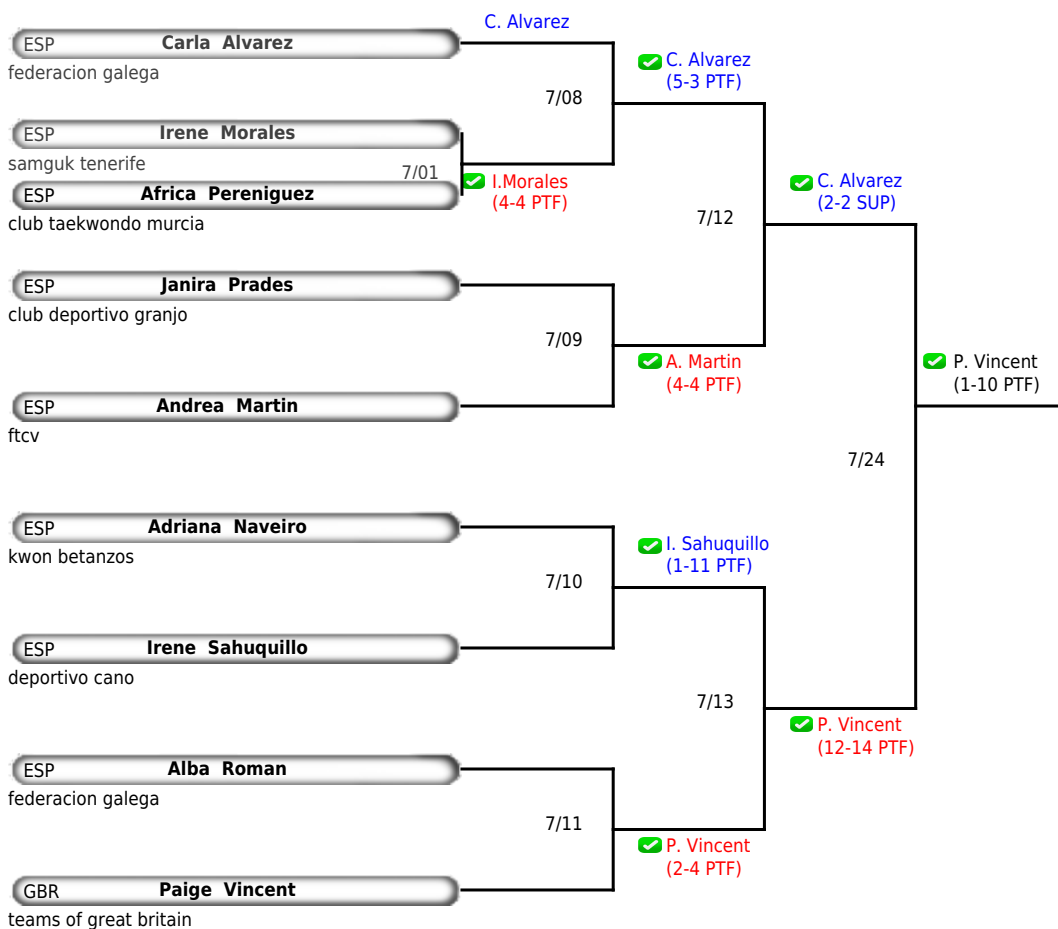 C. Alvarez
ESP Carla Alvarez
federacion galega
C. Alvarez
(5-3 PTF)
7/08
ESP Irene Morales
samguk tenerife
7/01
I.Morales
(4-4 PTF)
ESP Africa Pereniguez
club taekwondo murcia
C. Alvarez
(2-2 SUP)
7/12
ESP Janira Prades
club deportivo granjo
7/09
A. Martin
(4-4 PTF)
P. Vincent
(1-10 PTF)
ESP Andrea Martin
ftcv
7/24
ESP Adriana Naveiro
kwon betanzos
I. Sahuquillo
(1-11 PTF)
7/10
ESP Irene Sahuquillo
deportivo cano
7/13
P. Vincent
(12-14 PTF)
ESP Alba Roman
federacion galega
7/11
P. Vincent
(2-4 PTF)
GBR Paige Vincent
teams of great britain